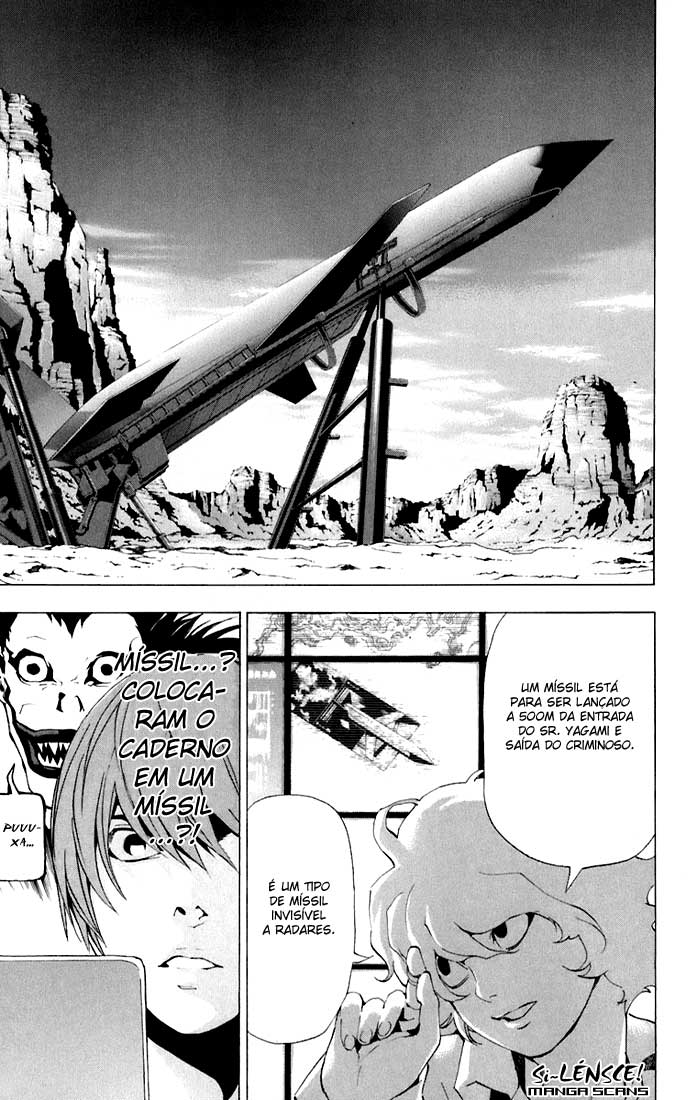 UM MÍSSIL ESTÁ
PARA SER LANÇADO
A 500M DA ENTRADA
DO SR. YAGAMI E
SAÍDA DO CRIMINOSO.
É UM TIPO
DE MÍSSIL
INVISÍVEL
A RADARES.
MÍSSIL...?
COLOCA-
RAM O
CADERNO
EM UM
MÍSSIL
...?!
PUUU-
XA...
Si-LÉNSCE!
MANGA SCANS